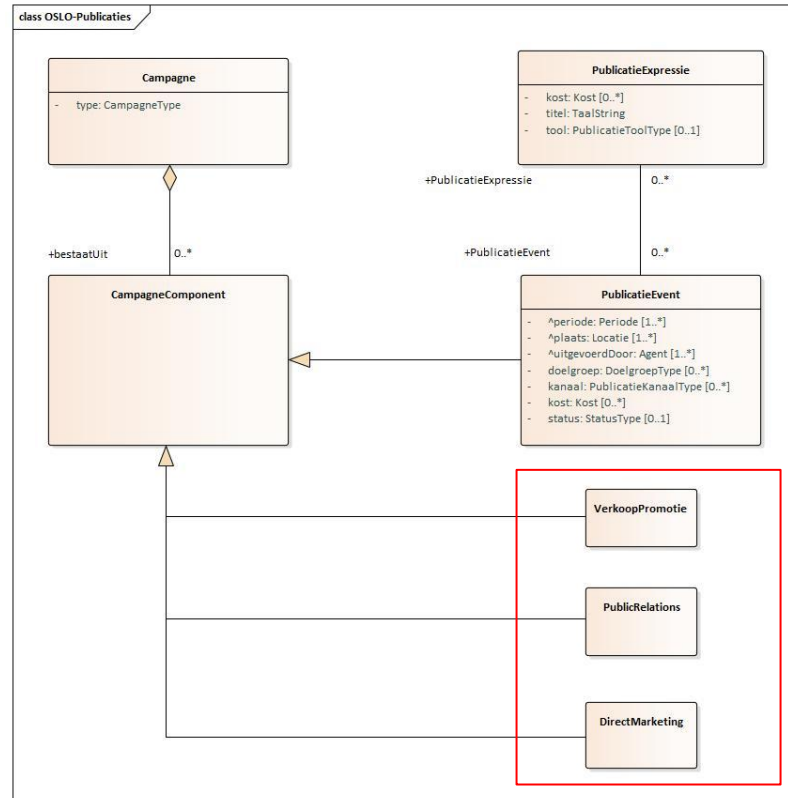 class OSLO-Publicaties
Campagne
- type: CampagneType
PublicatieExpressie
- kost: Kost [0..*]
- titel: TaalString
- tool: PublicatieToolType [0..1]
+PublicatieExpressie 0..*
+PublicatieEvent 0..*
+bestaatUit 0..*
CampagneComponent
PublicatieEvent
- ^periode: Periode [1..*]
- ^plaats: Locatie [1..*]
- ^uitgevoerdDoor: Agent [1..*]
- doelgroep: DoelgroepType [0..*]
- kanaal: PublicatieKanaalType [0..*]
- kost: Kost [0..*]
- status: StatusType [0..1]
VerkoopPromotie
PublicRelations
DirectMarketing